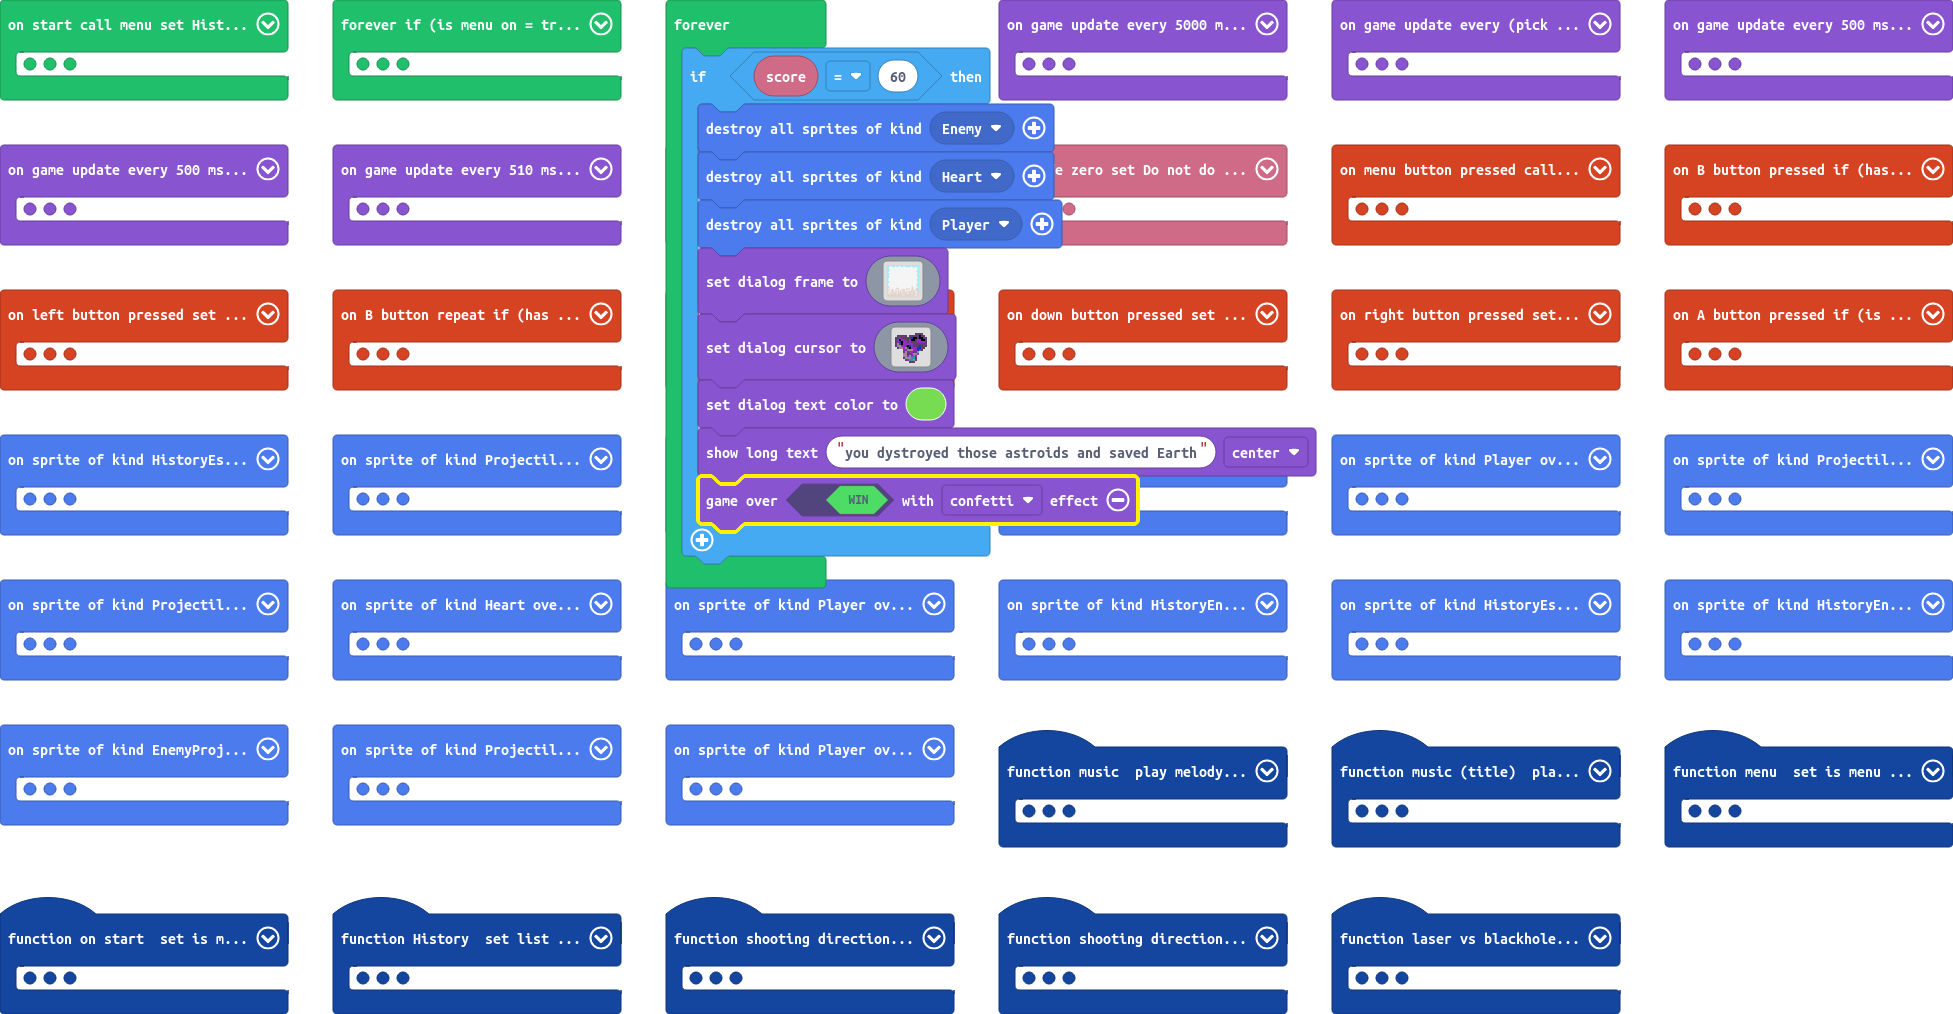 on start call menu set Hist...
forever if (is menu on = tr...
forever
on game update every 5000 m...
on game update every (pick ...
on game update every 500 ms...
if score = 60 then
destroy all sprites of kind Enemy
on game update every 500 ms...
on game update every 510 ms...
destroy all sprites of kind Heart
e zero set Do not do ...
on menu button pressed call...
on B button pressed if (has...
destroy all sprites of kind Player
set dialog frame to
on left button pressed set ...
on B button repeat if (has ...
on down button pressed set ...
on right button pressed set...
on A button pressed if (is ...
set dialog cursor to
set dialog text color to
show long text "you dystroyed those astroids and saved Earth" center
on sprite of kind HistoryEs...
on sprite of kind Projectil...
on sprite of kind Player ov...
on sprite of kind Projectil...
game over WIN with confetti effect
on sprite of kind Projectil...
on sprite of kind Heart ove...
on sprite of kind Player ov...
on sprite of kind HistoryEn...
on sprite of kind HistoryEs...
on sprite of kind HistoryEn...
on sprite of kind EnemyProj...
on sprite of kind Projectil...
on sprite of kind Player ov...
function music play melody...
function music (title) pla...
function menu set is menu ...
function on start set is m...
function History set list ...
function shooting direction...
function shooting direction...
function laser vs blackhole...